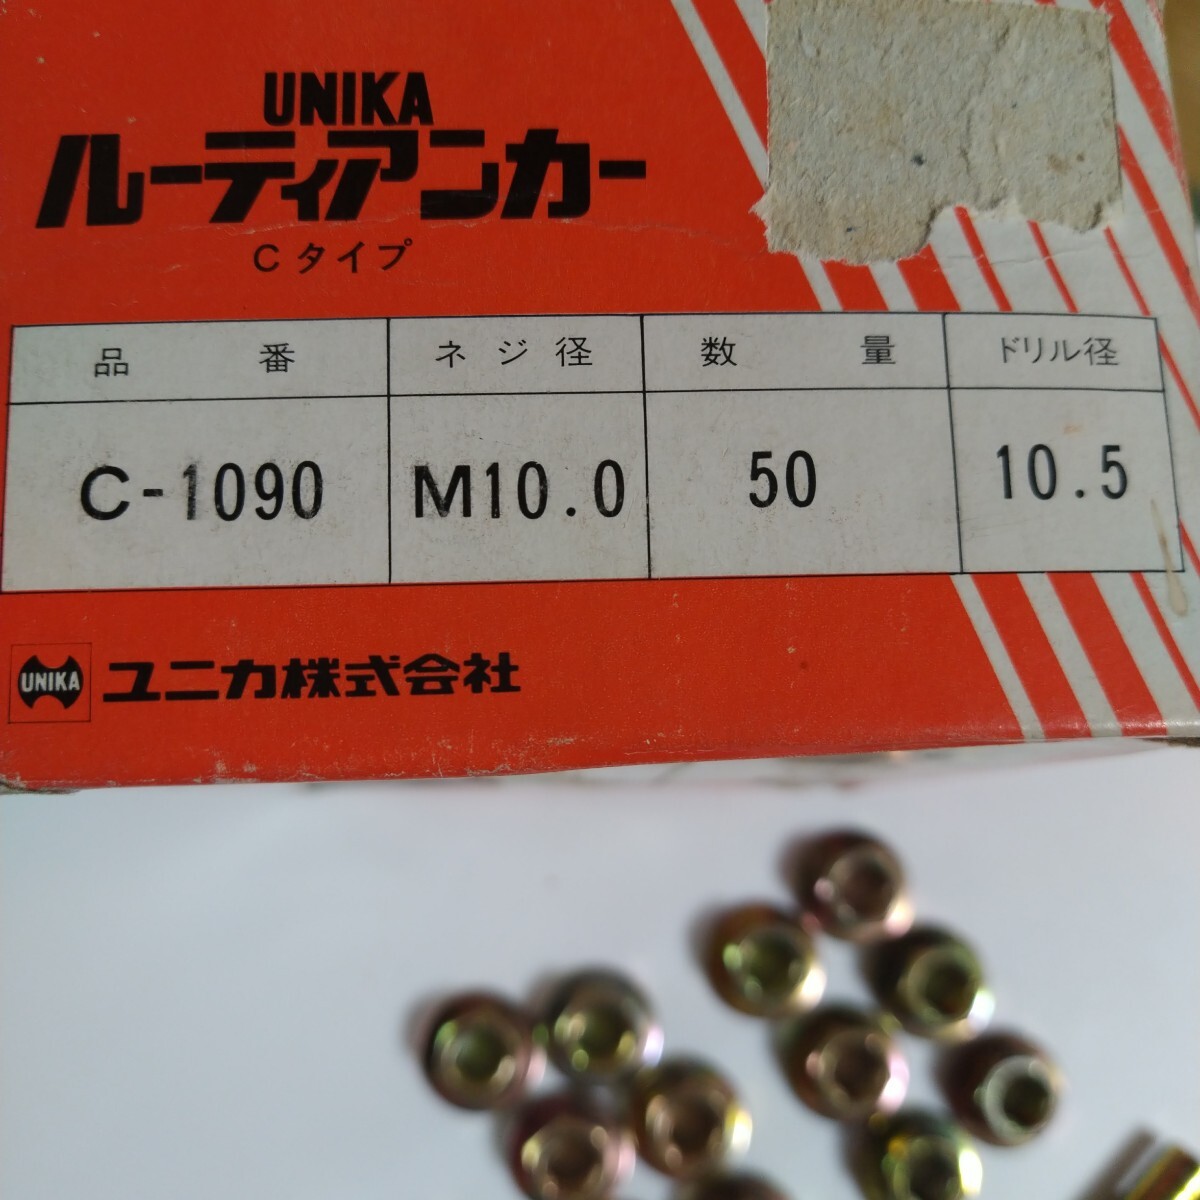 UNIKA
ルーティアンカー
Cタイプ
品番 ネジ径 数量 ドリル径
C-1090 M10.0 50 10.5
UNIKA ユニカ株式会社